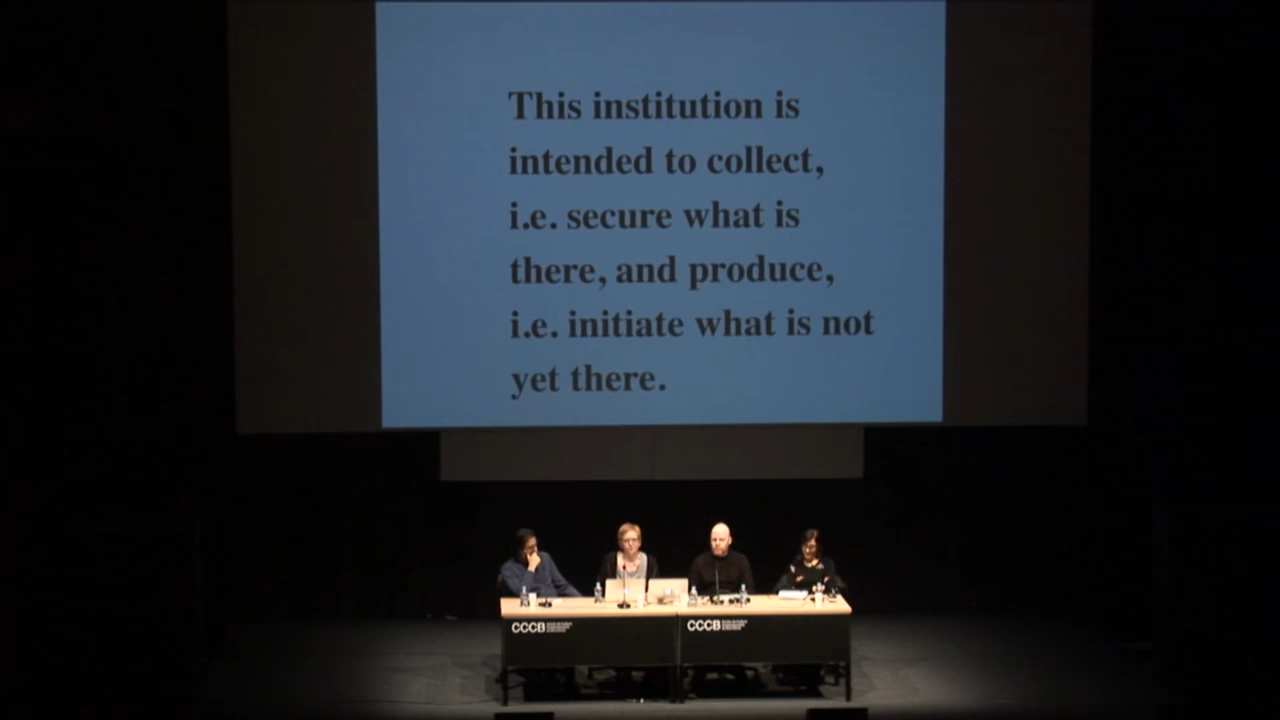 This institution is
intended to collect,
i.e. secure what is
there, and produce,
i.e. initiate what is not
yet there.
CCCB
CCCB